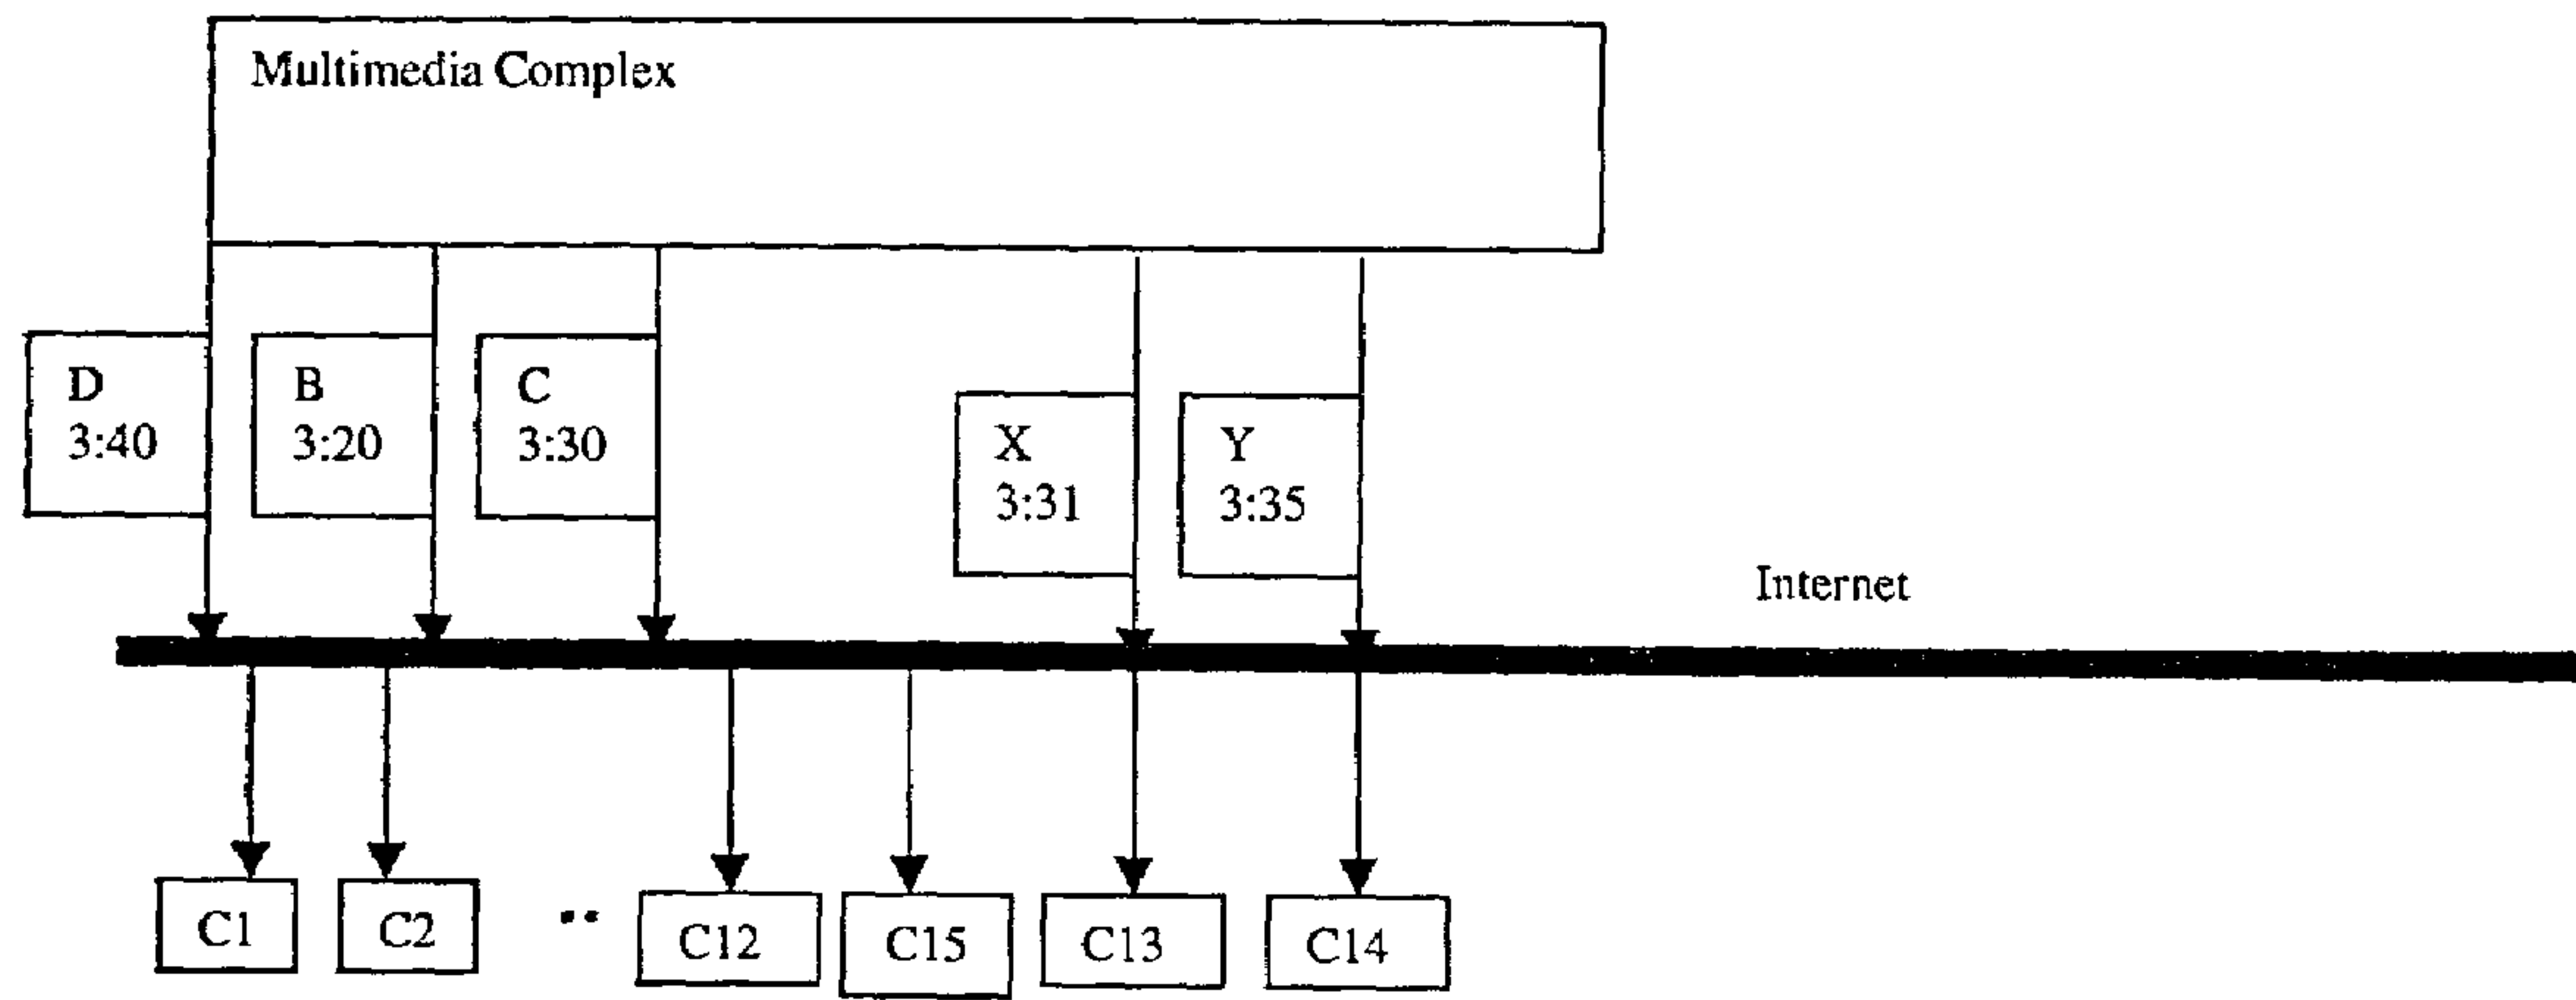 Multimedia Complex
D
3:40
B
3:20
C
3:30
X
3:31
Y
3:35
Internet
C1
C2
..
C12
C15
C13
C14